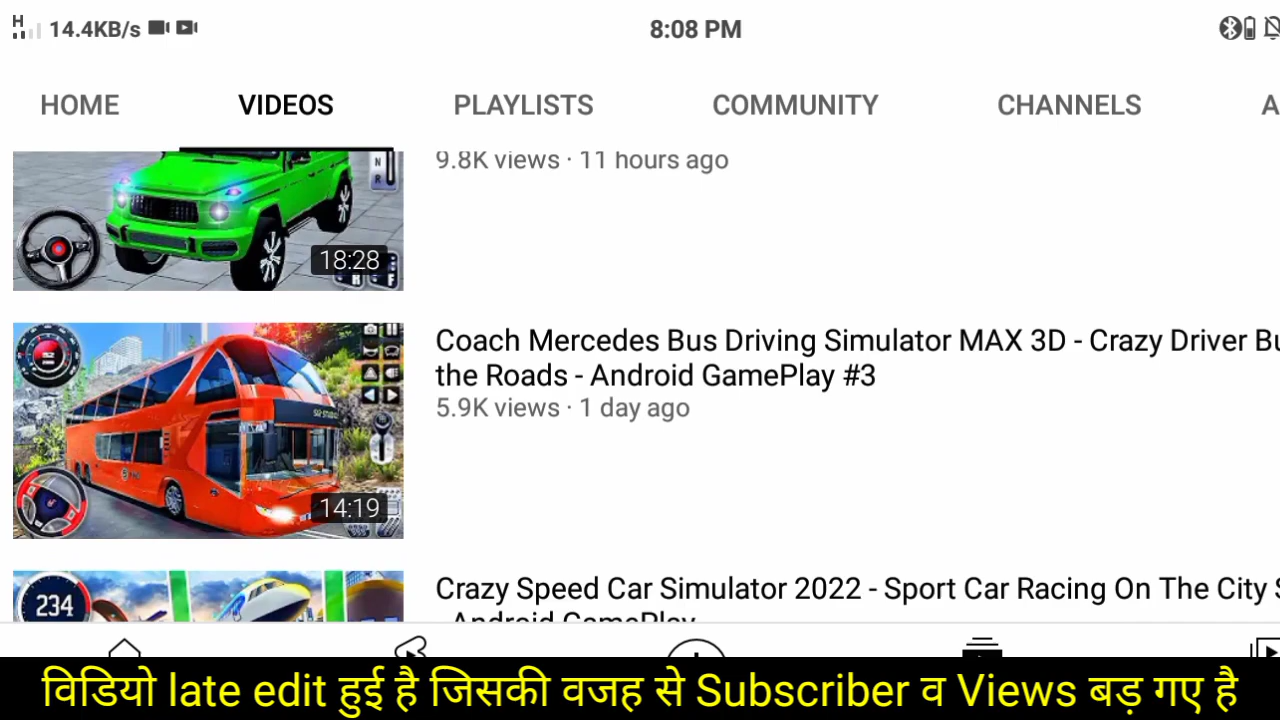 H
14.4KB/s
8:08 PM
HOME VIDEOS PLAYLISTS COMMUNITY CHANNELS A
N
R
18:28
9.8K views · 11 hours ago
14:19
Coach Mercedes Bus Driving Simulator MAX 3D - Crazy Driver Bu
the Roads - Android GamePlay #3
5.9K views · 1 day ago
234
Crazy Speed Car Simulator 2022 - Sport Car Racing On The City S
- Android GamePlay
विडियो late edit हुई है जिसकी वजह से Subscriber व Views बड़ गए है